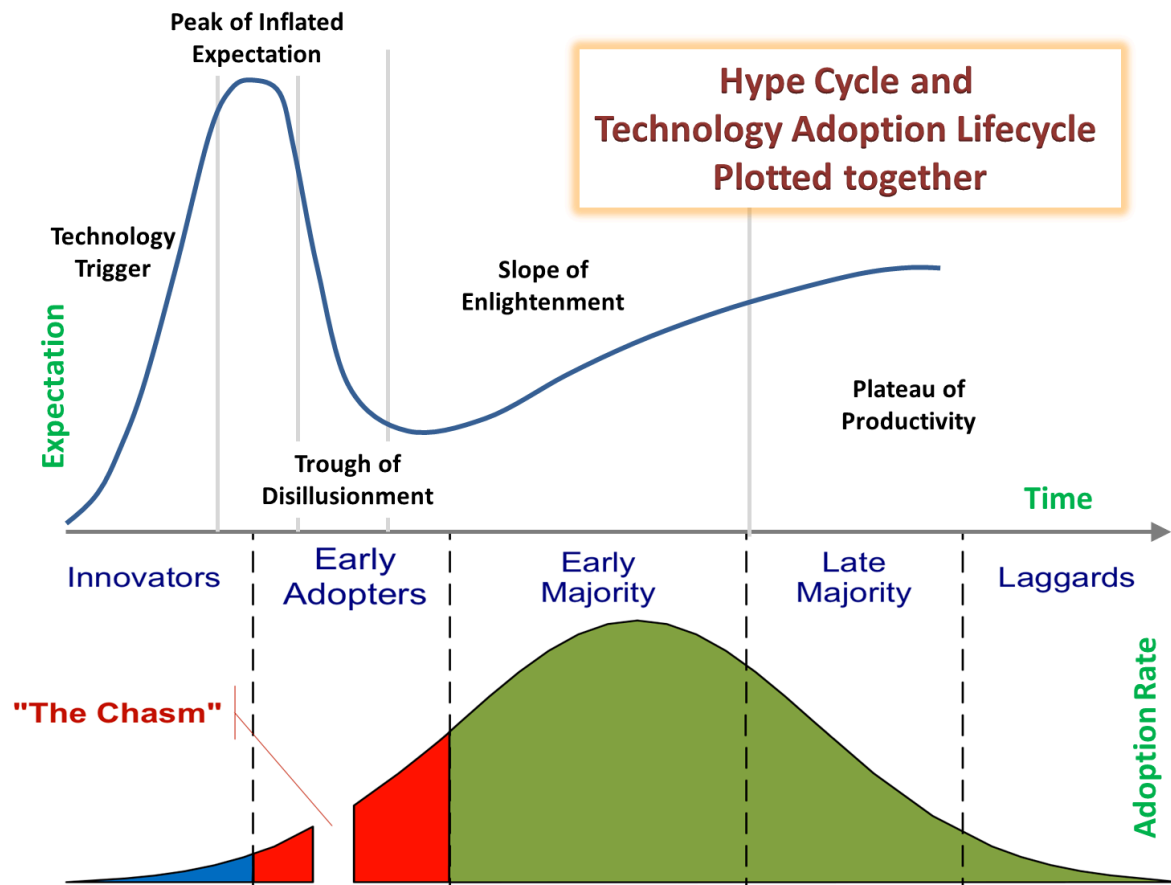 Peak of Inflated
Expectation
Hype Cycle and
Technology Adoption Lifecycle
Plotted together
Technology
Trigger
Slope of
Enlightenment
Expectation
Plateau of
Productivity
Trough of
Disillusionment
Time
Innovators
Early
Adopters
Early
Majority
Late
Majority
Laggards
"The Chasm"
Adoption Rate